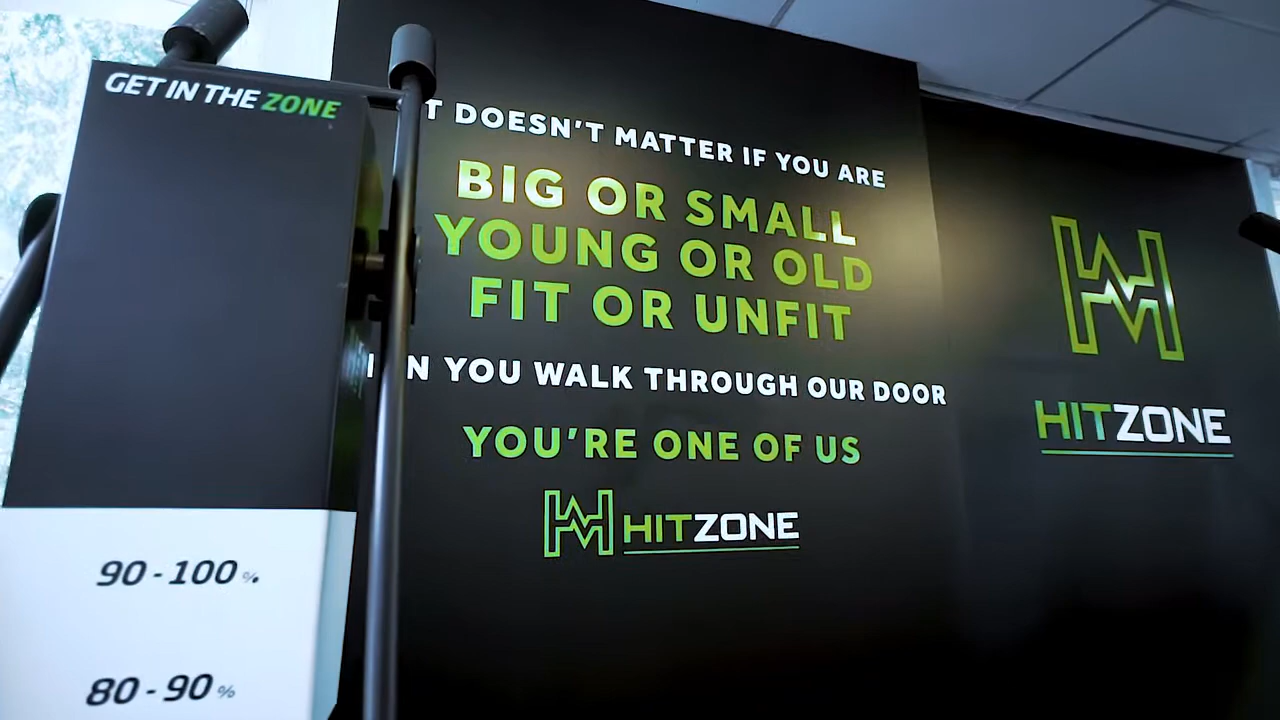 GET IN THE ZONE
90 - 100 %
80 - 90 %
T DOESN'T MATTER IF YOU ARE
BIG OR SMALL
YOUNG OR OLD
FIT OR UNFIT
N YOU WALK THROUGH OUR DOOR
YOU'RE ONE OF US
HITZONE
HITZONE